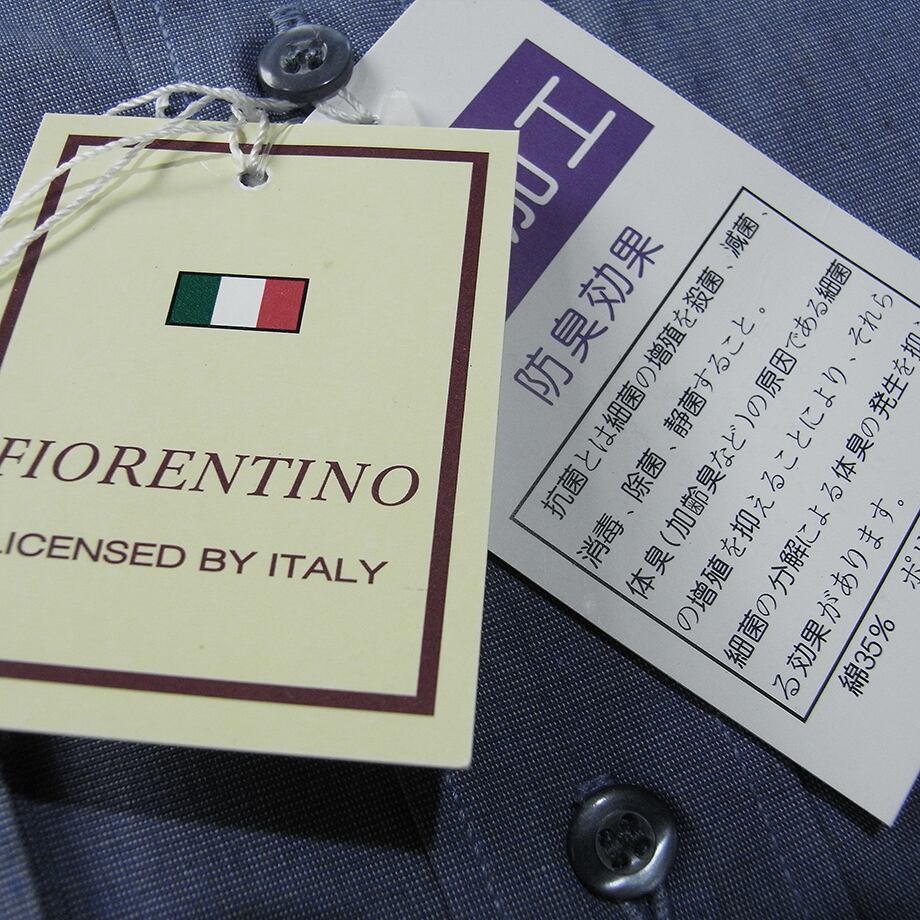 FIORENTINO
LICENSED BY ITALY
加工
防臭効果
抗菌とは細菌の増殖を殺菌、減菌、
消毒、除菌、静菌すること。
体臭(加齢臭など)の原因である細菌
の増殖を抑えることにより、それら
細菌の分解による体臭の発生を抑
る効果があります。
綿35% ポリ